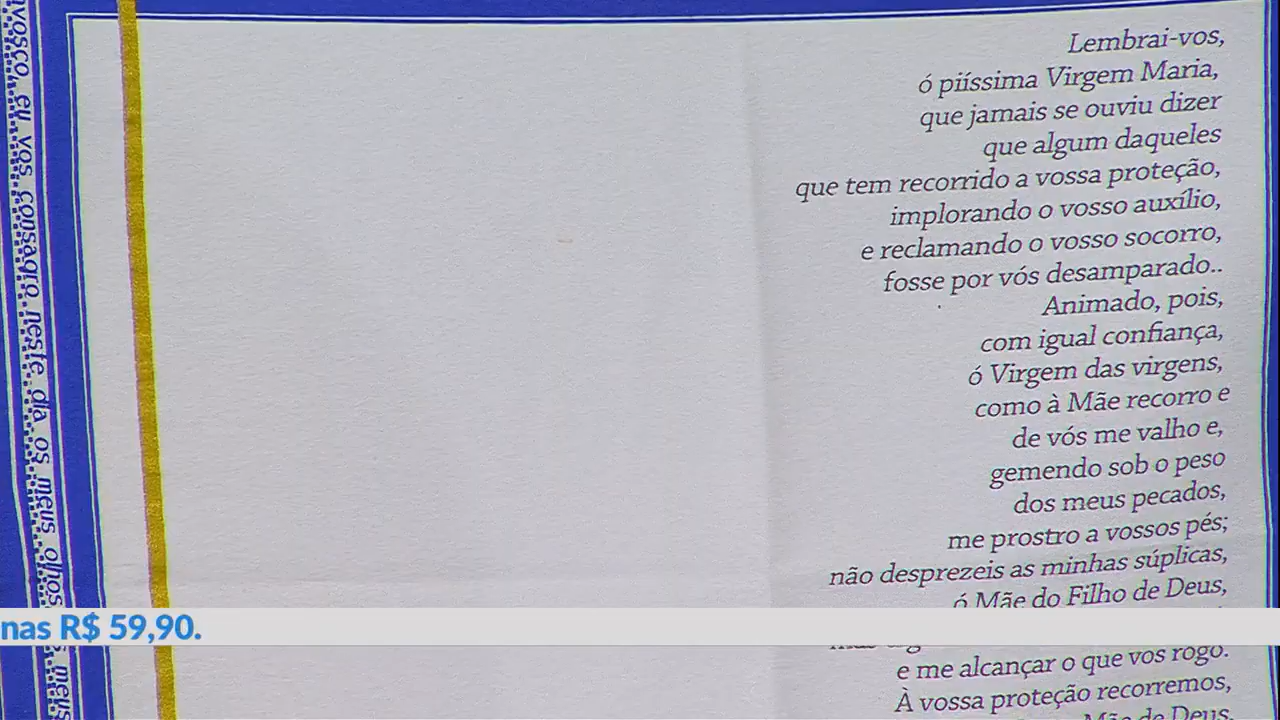 Lembrai-vos,
ó piíssima Virgem Maria,
que jamais se ouviu dizer
que algum daqueles
que tem recorrido a vossa proteção,
implorando o vosso auxílio,
e reclamando o vosso socorro,
fosse por vós desamparado..
Animado, pois,
com igual confiança,
ó Virgem das virgens,
como à Mãe recorro e
de vós me valho e,
gemendo sob o peso
dos meus pecados,
me prostro a vossos pés;
não desprezeis as minhas súplicas,
ó Mãe do Filho de Deus,
e me alcançar o que vos rogo.
À vossa proteção recorremos,
Mãe de Deus,
vosco, eu vos consagro neste dia os meus olhos,
meus
nas R$ 59,90.